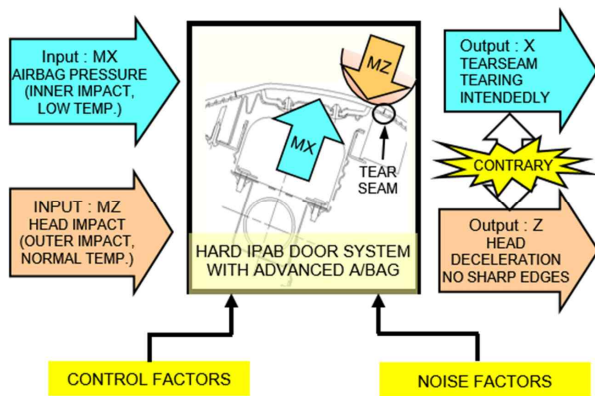 Input : MX
AIRBAG PRESSURE
(INNER IMPACT,
LOW TEMP.)
INPUT : MZ
HEAD IMPACT
(OUTER IMPACT,
NORMAL TEMP.)
MZ
MX
TEAR
SEAM
HARD IPAB DOOR SYSTEM
WITH ADVANCED A/BAG
Output : X
TEARSEAM
TEARING
INTENDEDLY
CONTRARY
Output : Z
HEAD
DECELERATION
NO SHARP EDGES
CONTROL FACTORS
NOISE FACTORS